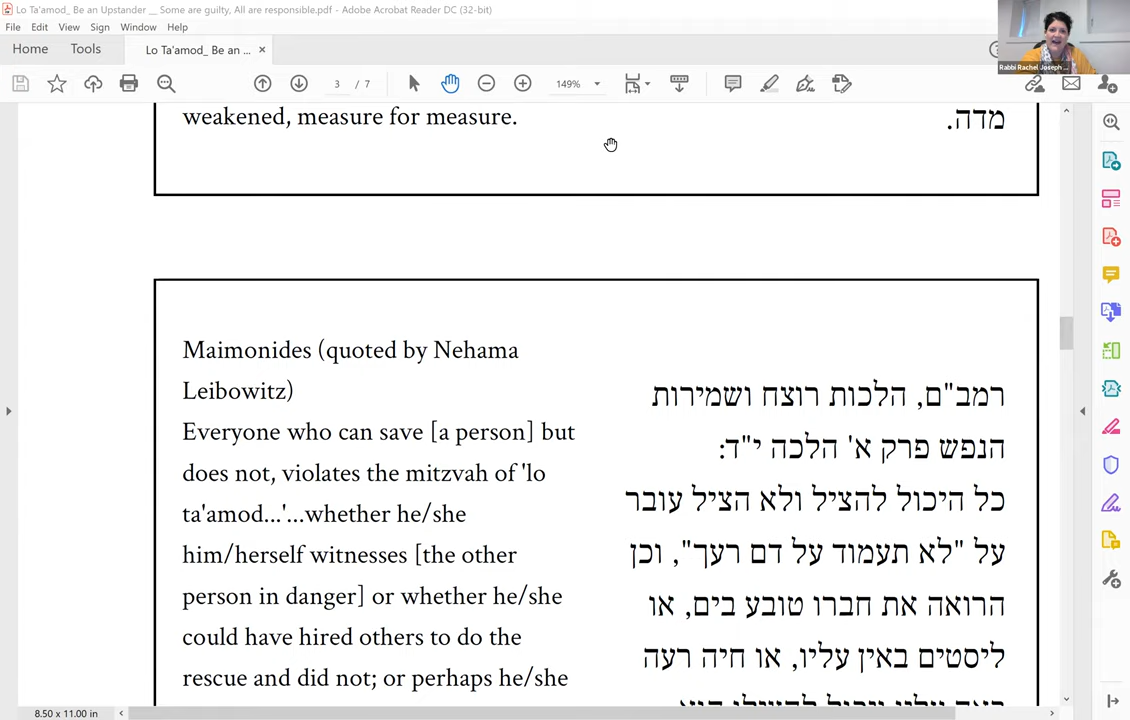 Lo Ta'amod_ Be an Upstander __ Some are guilty, All are responsible.pdf - Adobe Acrobat Reader DC (32-bit)
File Edit View Sign Window Help
Home Tools Lo Ta'amod_ Be an ... ×
3 / 7 149%
Rabbi Rachel Joseph
weakened, measure for measure.
מדה.
Maimonides (quoted by Nehama
Leibowitz)
Everyone who can save [a person] but
does not, violates the mitzvah of 'lo
ta'amod...'...whether he/she
him/herself witnesses [the other
person in danger] or whether he/she
could have hired others to do the
rescue and did not; or perhaps he/she
רמב"ם, הלכות רוצח ושמירות
הנפש פרק א' הלכה י"ד:
כל היכול להציל ולא הציל עובר
על "לא תעמוד על דם רעך", וכן
הרואה את חברו טובע בים, או
ליסטים באין עליו, או חיה רעה
8.50 x 11.00 in